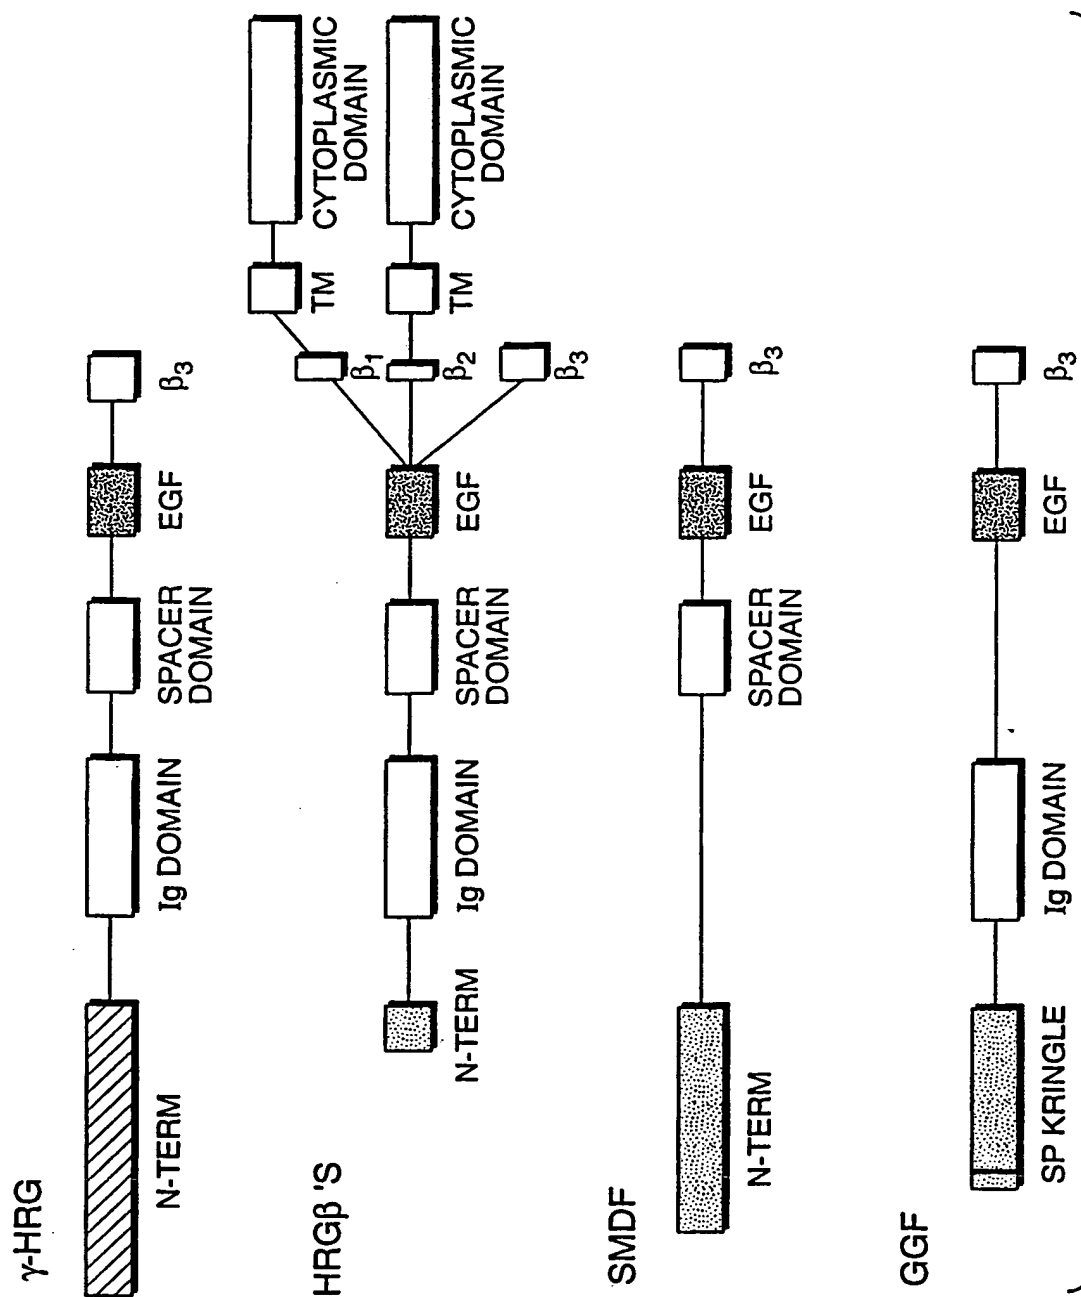 γ-HRG
N-TERM
Ig DOMAIN
SPACER
DOMAIN
EGF
β3
HRGβ 'S
N-TERM
Ig DOMAIN
SPACER
DOMAIN
EGF
β1
TM
CYTOPLASMIC
DOMAIN
β2
TM
CYTOPLASMIC
DOMAIN
β3
SMDF
N-TERM
SPACER
DOMAIN
EGF
β3
GGF
SP KRINGLE
Ig DOMAIN
EGF
β3